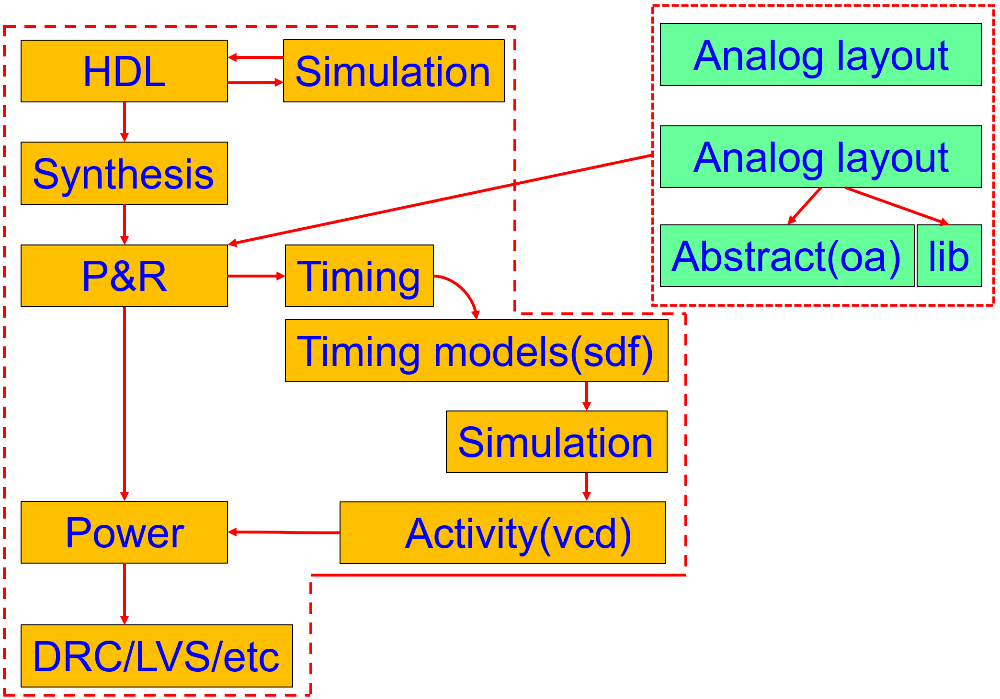 HDL
Simulation
Synthesis
P&R
Timing
Timing models(sdf)
Simulation
Power
Activity(vcd)
DRC/LVS/etc
Analog layout
Analog layout
Abstract(oa)
lib